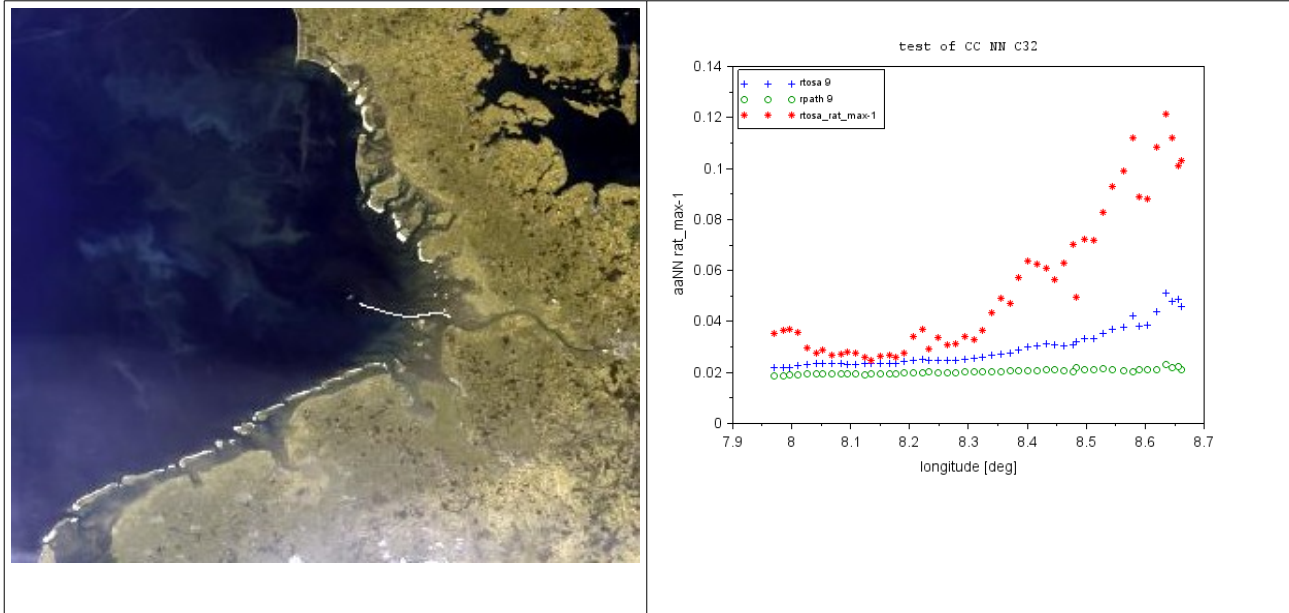 test of CC NN C32
0.14
0.12
0.1
0.08
0.06
0.04
0.02
0
rtosa 9
rpath 9
rtosa_rat_max-1
aaNN rat_max-1
7.9 8 8.1 8.2 8.3 8.4 8.5 8.6 8.7
longitude [deg]